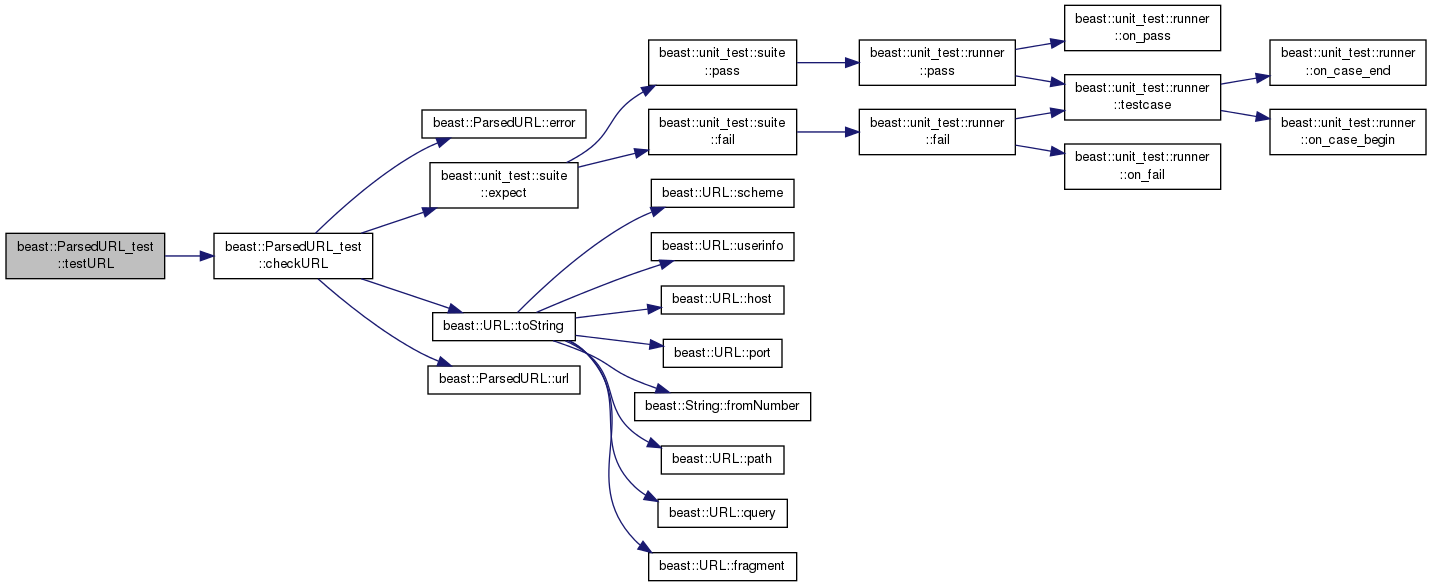 beast::ParsedURL_test
::testURL
beast::ParsedURL_test
::checkURL
beast::ParsedURL::error
beast::unit_test::suite
::expect
beast::URL::toString
beast::ParsedURL::url
beast::unit_test::suite
::pass
beast::unit_test::suite
::fail
beast::URL::scheme
beast::URL::userinfo
beast::URL::host
beast::URL::port
beast::String::fromNumber
beast::URL::path
beast::URL::query
beast::URL::fragment
beast::unit_test::runner
::pass
beast::unit_test::runner
::fail
beast::unit_test::runner
::on_pass
beast::unit_test::runner
::testcase
beast::unit_test::runner
::on_fail
beast::unit_test::runner
::on_case_end
beast::unit_test::runner
::on_case_begin